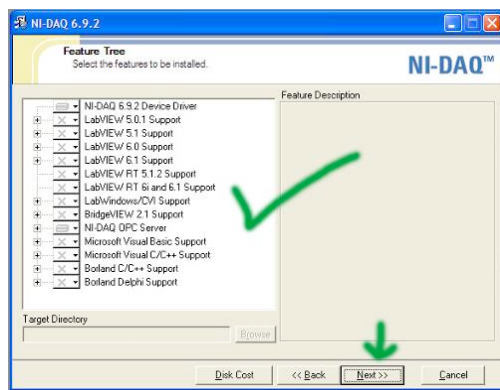 NI-DAQ 6.9.2
Feature Tree
Select the features to be installed.
NI-DAQ™
Feature Description
NI-DAQ 6.9.2 Device Driver
LabVIEW 5.0.1 Support
LabVIEW 5.1 Support
LabVIEW 6.0 Support
LabVIEW 6.1 Support
LabVIEW RT 5.1.2 Support
LabVIEW RT 6i and 6.1 Support
LabWindows/CVI Support
BridgeVIEW 2.1 Support
NI-DAQ OPC Server
Microsoft Visual Basic Support
Microsoft Visual C/C++ Support
Borland C/C++ Support
Borland Delphi Support
Target Directory
Browse
Disk Cost
<< Back
Next >>
Cancel